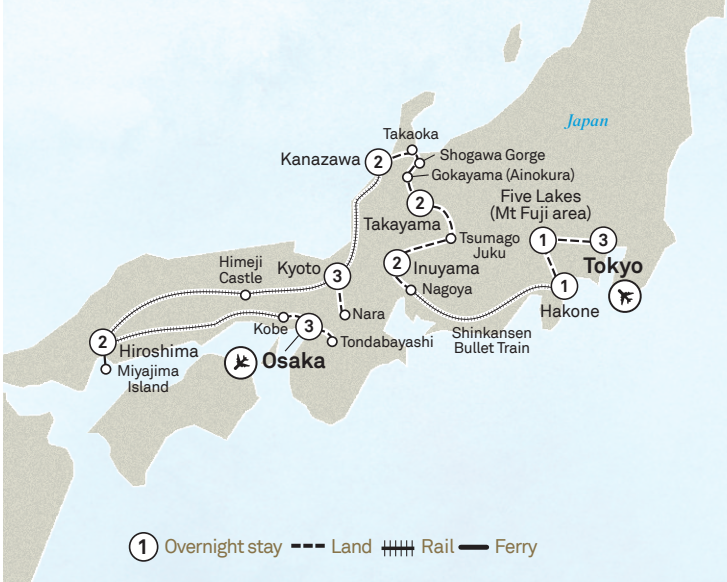 Japan
Takaoka
Kanazawa
2
Shogawa Gorge
Gokayama (Ainokura)
2
Takayama
Five Lakes
(Mt Fuji area)
1
3
Tokyo
Tsumago
Juku
2
Inuyama
Nagoya
1
Hakone
Shinkansen
Bullet Train
Himeji
Castle
Kyoto
3
Nara
Kobe
3
Tondabayashi
Osaka
2
Hiroshima
Miyajima
Island
1 Overnight stay Land Rail Ferry